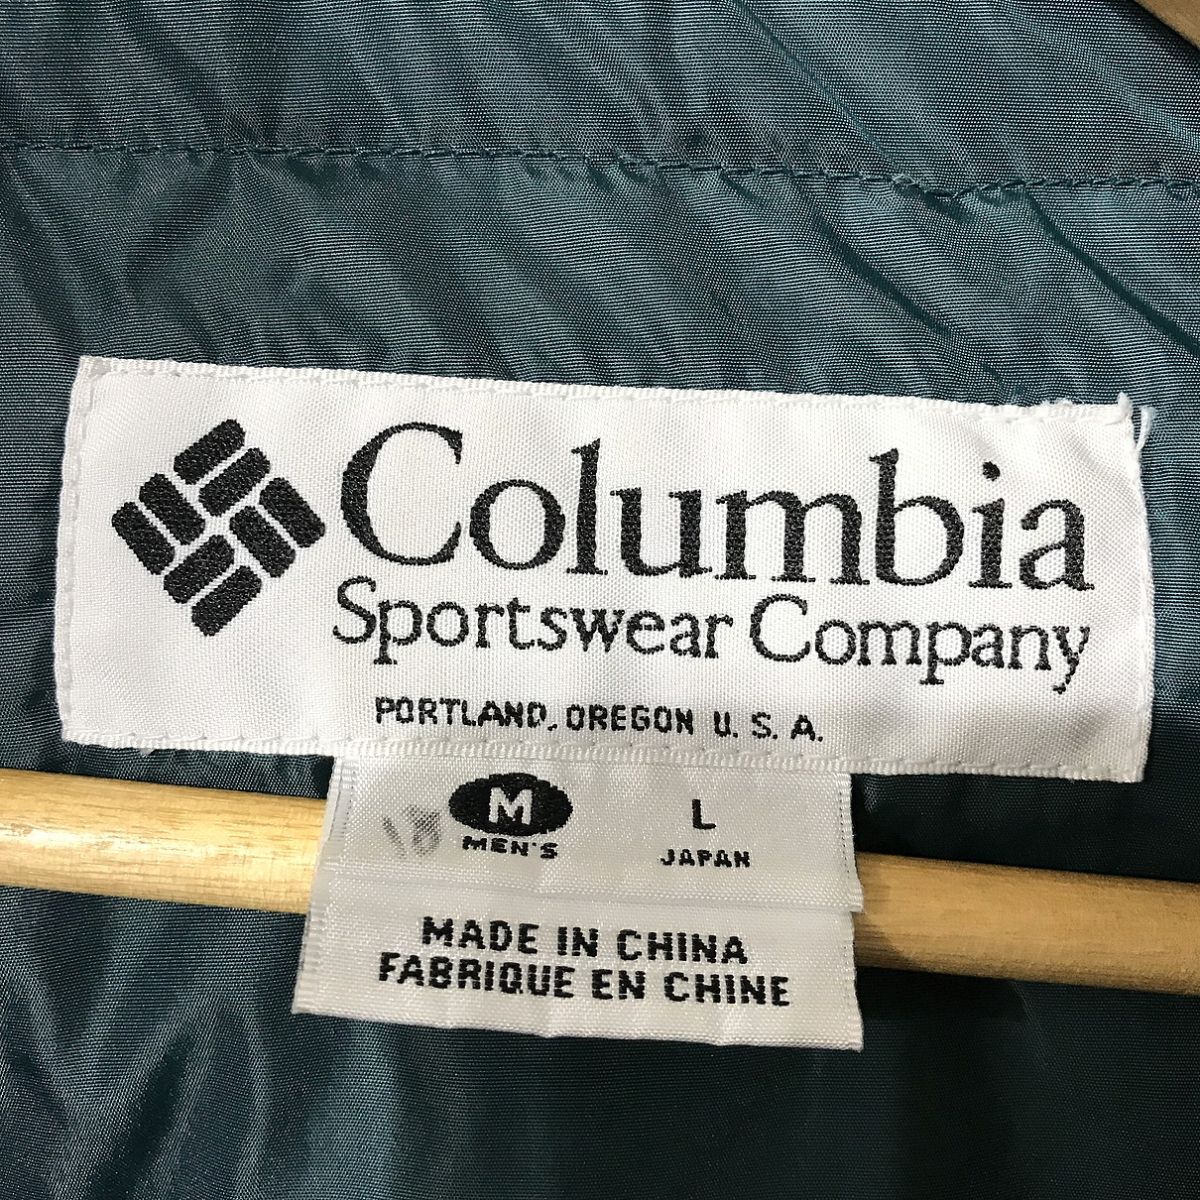 Columbia
Sportswear Company
PORTLAND, OREGON U.S.A.
M L
MEN'S JAPAN
MADE IN CHINA
FABRIQUE EN CHINE